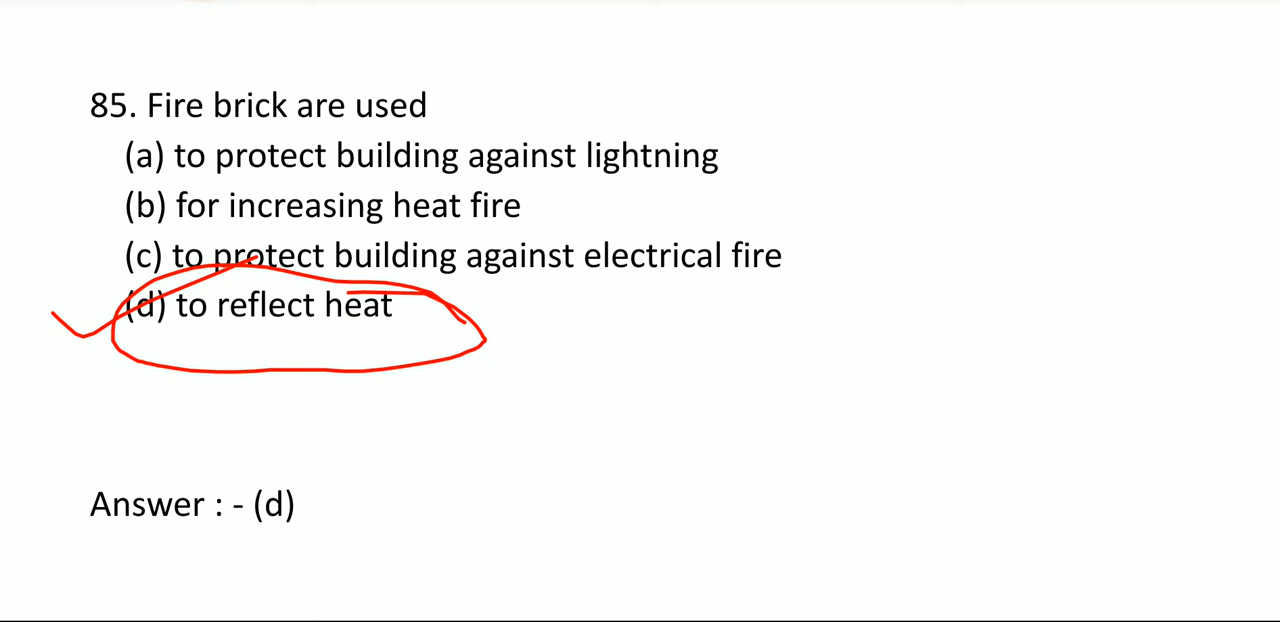 85. Fire brick are used
(a) to protect building against lightning
(b) for increasing heat fire
(c) to protect building against electrical fire
(d) to reflect heat
Answer : - (d)